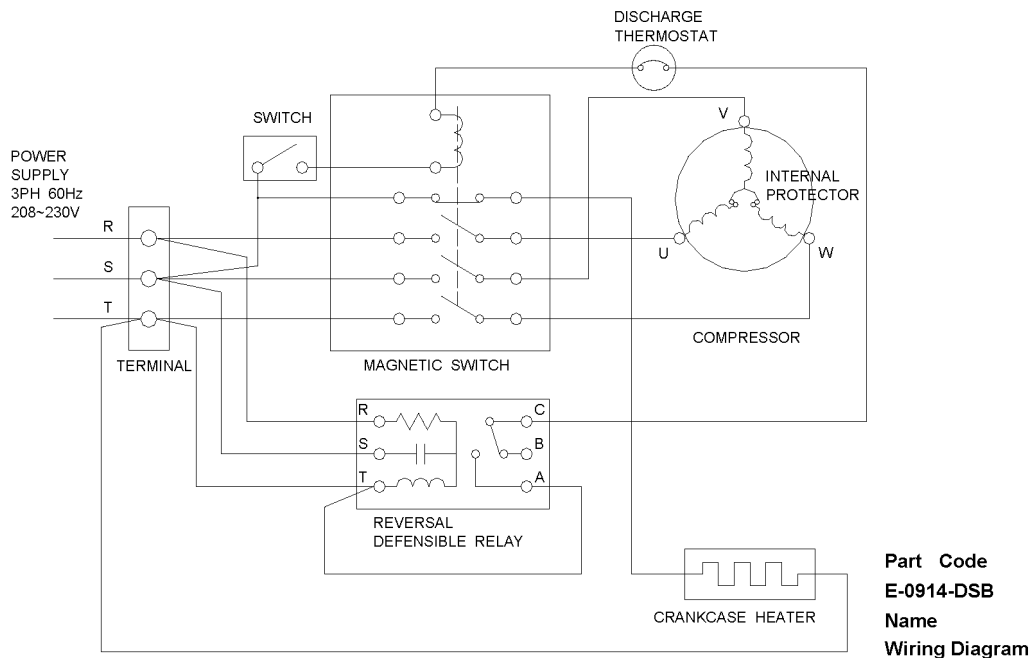 DISCHARGE
THERMOSTAT
SWITCH
V
POWER
SUPPLY
3PH 60Hz
208~230V
INTERNAL
PROTECTOR
R
S
T
U
W
TERMINAL
MAGNETIC SWITCH
COMPRESSOR
R
S
T
C
B
A
REVERSAL
DEFENSIBLE RELAY
CRANKCASE HEATER
Part Code
E-0914-DSB
Name
Wiring Diagram